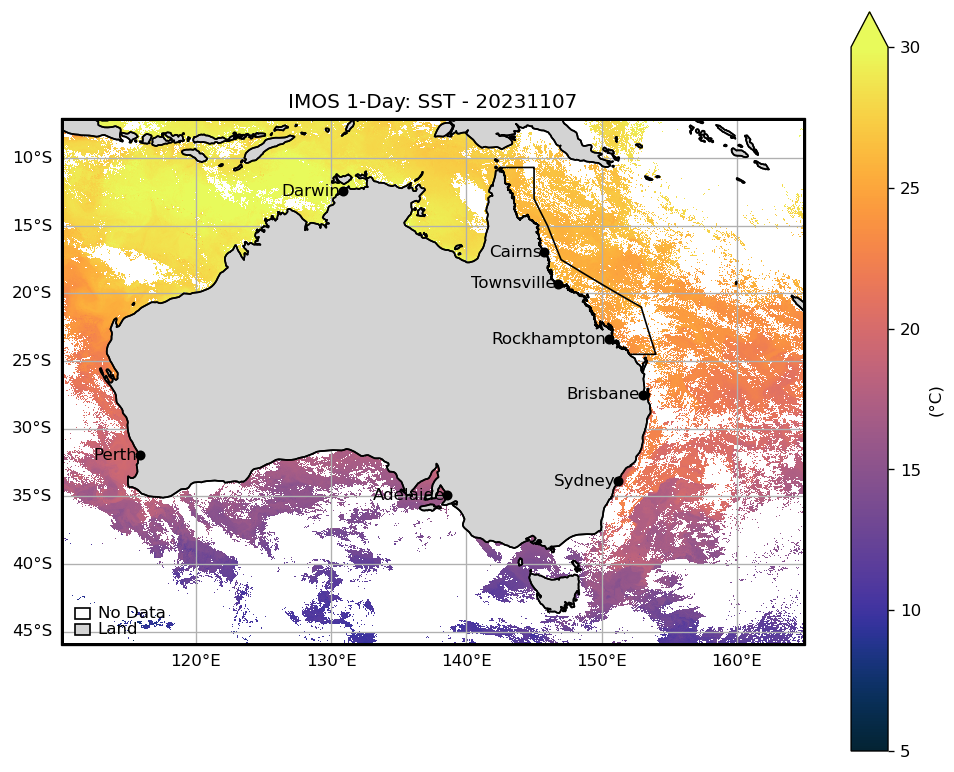 IMOS 1-Day: SST - 20231107
30
25
20
15
10
5
(°C)
10°S
15°S
20°S
25°S
30°S
35°S
40°S
45°S
Darwin
Cairns
Townsville
Rockhampton
Brisbane
Perth
Sydney
Adelaide
No Data
Land
120°E 130°E 140°E 150°E 160°E